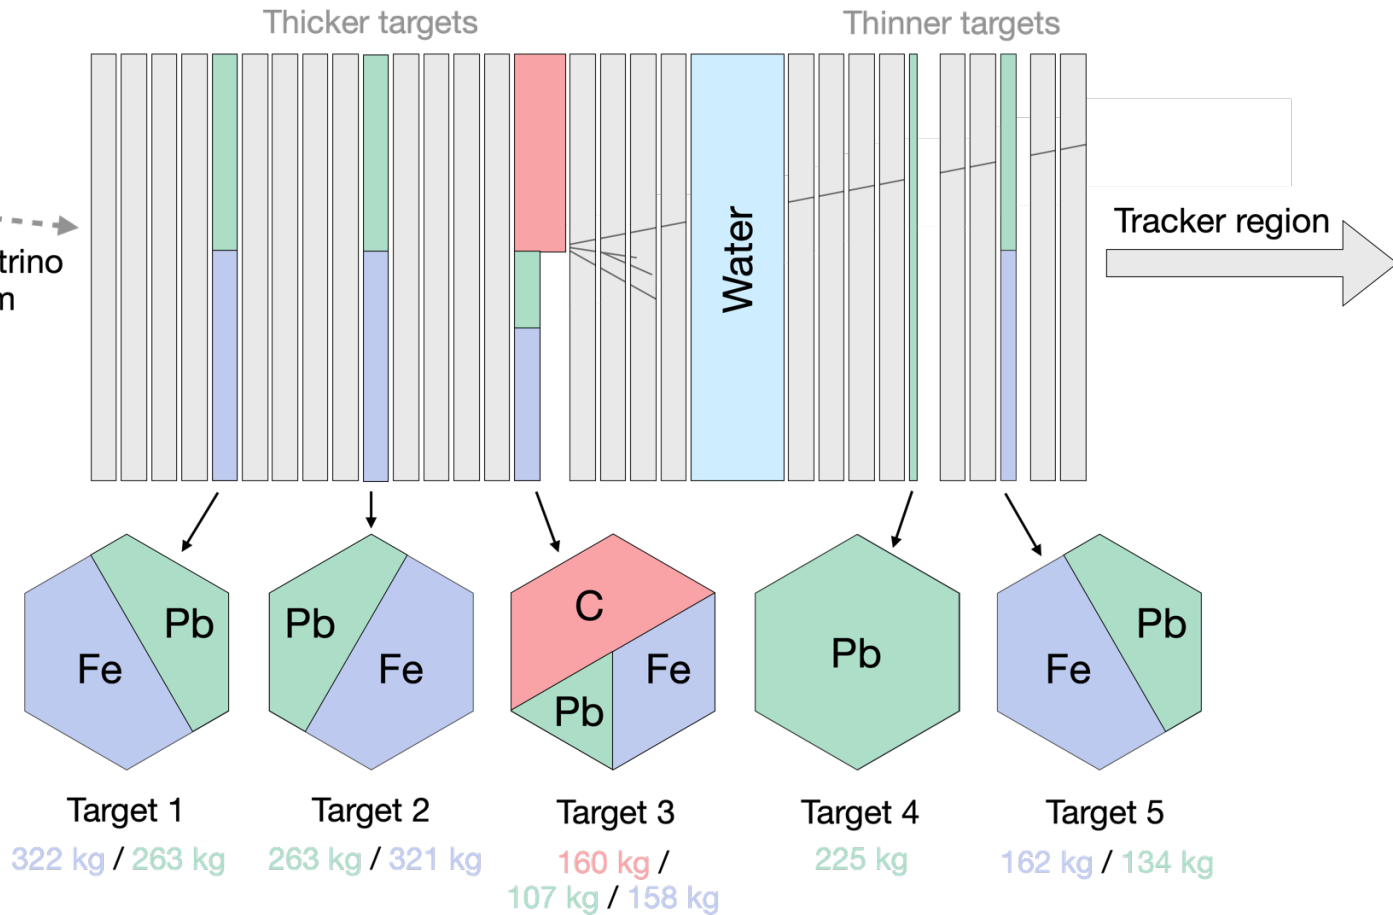 Thicker targets
Thinner targets
trino
m
Water
Tracker region
Fe
Pb
Pb
Fe
C
Pb
Fe
Pb
Fe
Pb
Target 1
Target 2
Target 3
Target 4
Target 5
322 kg / 263 kg
263 kg / 321 kg
160 kg /
107 kg / 158 kg
225 kg
162 kg / 134 kg